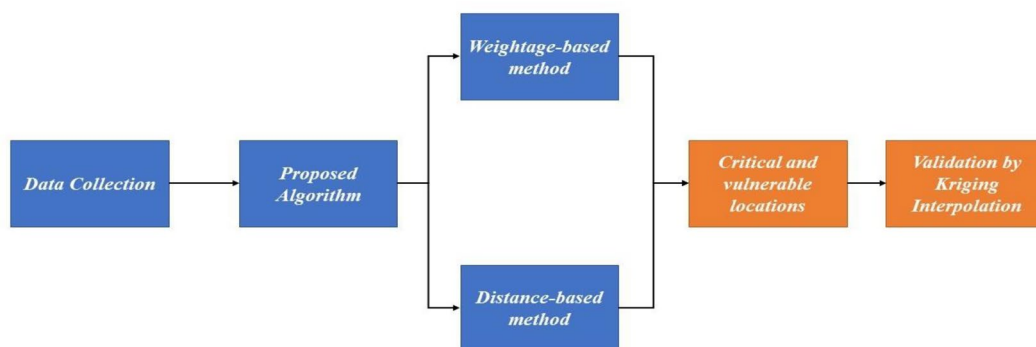 Data Collection
Proposed
Algorithm
Weightage-based
method
Distance-based
method
Critical and
vulnerable
locations
Validation by
Kriging
Interpolation